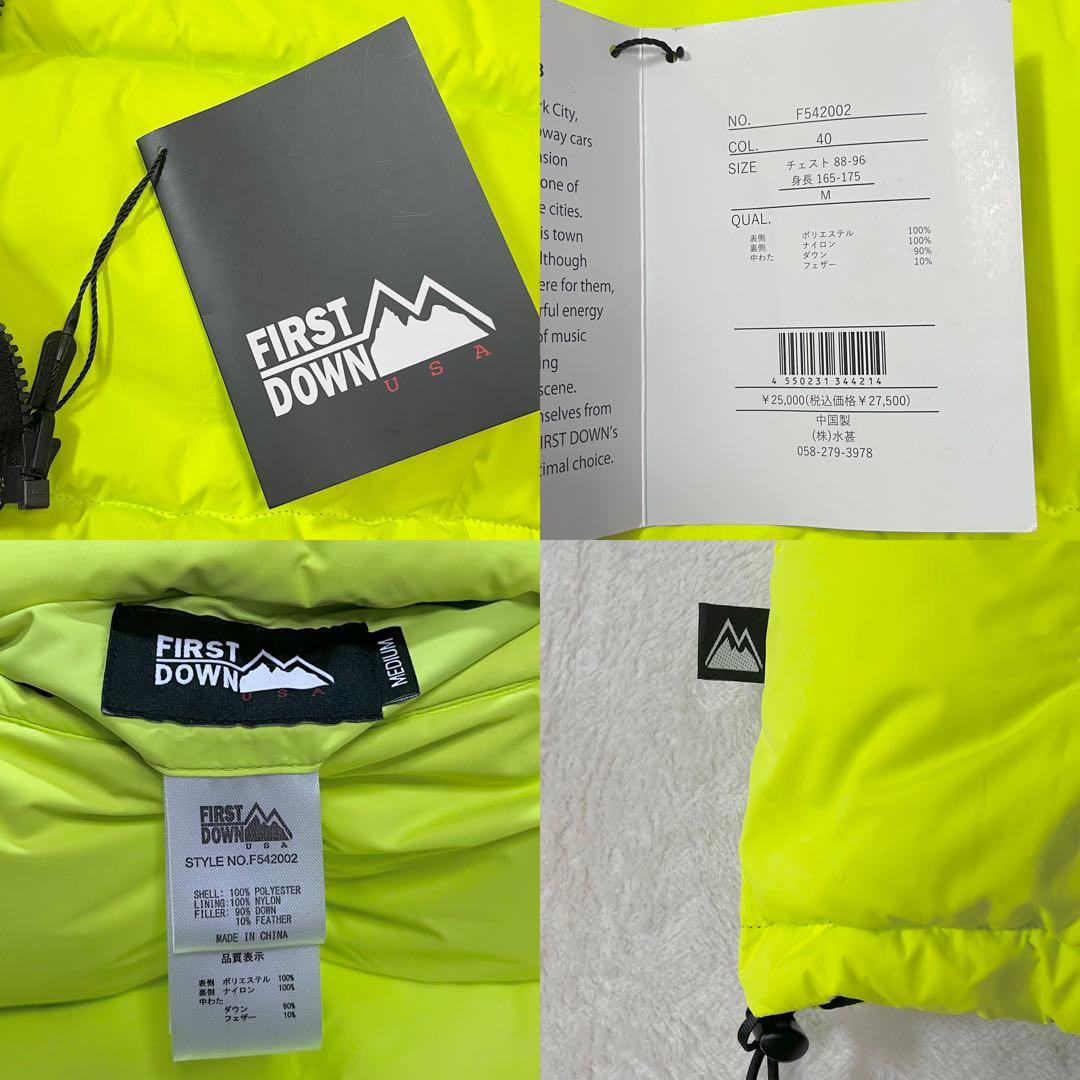 FIRST
DOWN
USA
rk City,
way cars
one of
e cities.
is town
lthough
ere for them,
rful energy
of music
ing
scene.
selves from
IRST DOWN's
timal choice.
NO. F542002
COL. 40
SIZE チェスト 88-96
身長 165-175
M
QUAL.
表側 ポリエステル 100%
裏側 ナイロン 100%
中わた ダウン 90%
フェザー 10%
4 550231 344214
¥25,000(税込価格¥27,500)
中国製
(株)水甚
058-279-3978
FIRST
DOWN
USA
MEDIUM
FIRST
DOWN
USA
STYLE NO.F542002
SHELL: 100% POLYESTER
LINING:100% NYLON
FILLER: 90% DOWN
10% FEATHER
MADE IN CHINA
品質表示
表側 ポリエステル 100%
裏側 ナイロン 100%
中わた
ダウン 90%
フェザー 10%